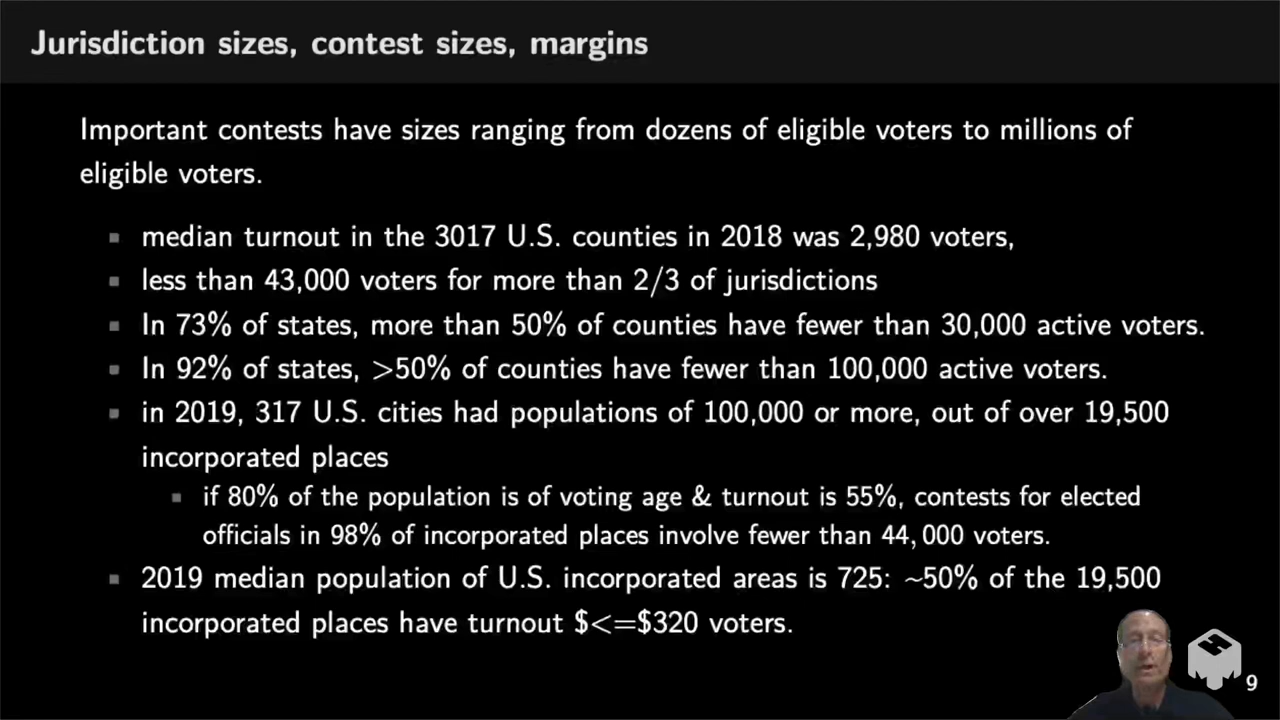 Jurisdiction sizes, contest sizes, margins
Important contests have sizes ranging from dozens of eligible voters to millions of
eligible voters.
median turnout in the 3017 U.S. counties in 2018 was 2,980 voters,
less than 43,000 voters for more than 2/3 of jurisdictions
In 73% of states, more than 50% of counties have fewer than 30,000 active voters.
In 92% of states, >50% of counties have fewer than 100,000 active voters.
in 2019, 317 U.S. cities had populations of 100,000 or more, out of over 19,500
incorporated places
if 80% of the population is of voting age & turnout is 55%, contests for elected
officials in 98% of incorporated places involve fewer than 44,000 voters.
2019 median population of U.S. incorporated areas is 725: ~50% of the 19,500
incorporated places have turnout $<=$320 voters.
9